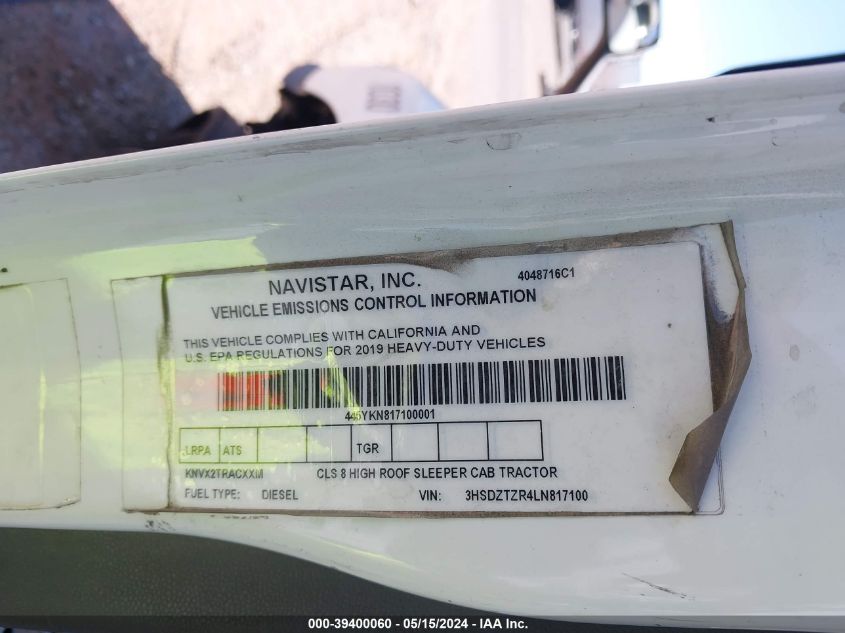 NAVISTAR, INC.
4048716C1
VEHICLE EMISSIONS CONTROL INFORMATION
THIS VEHICLE COMPLIES WITH CALIFORNIA AND
U.S. EPA REGULATIONS FOR 2019 HEAVY-DUTY VEHICLES
445YKN817100001
LRPA ATS TGR
KNVX2TRACXXM CLS 8 HIGH ROOF SLEEPER CAB TRACTOR
FUEL TYPE: DIESEL VIN: 3HSDZTZR4LN817100
000-39400060 - 05/15/2024 - IAA Inc.